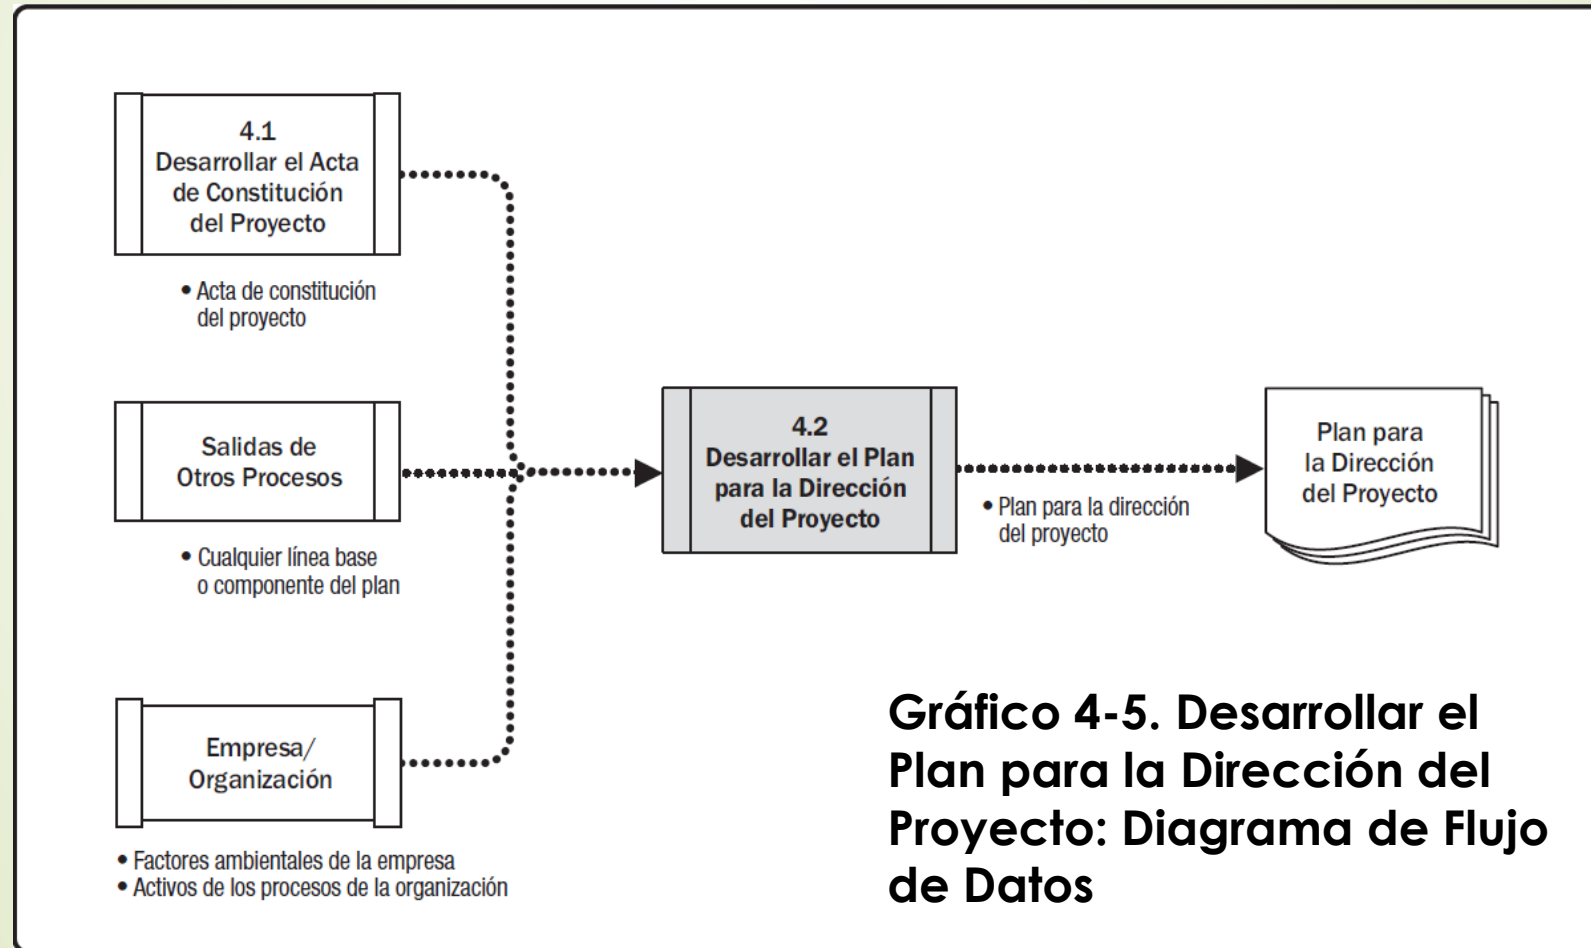 4.1
Desarrollar el Acta
de Constitución
del Proyecto
• Acta de constitución
del proyecto
Salidas de
Otros Procesos
• Cualquier línea base
o componente del plan
Empresa/
Organización
• Factores ambientales de la empresa
• Activos de los procesos de la organización
4.2
Desarrollar el Plan
para la Dirección
del Proyecto
• Plan para la dirección
del proyecto
Plan para
la Dirección
del Proyecto
Gráfico 4-5. Desarrollar el
Plan para la Dirección del
Proyecto: Diagrama de Flujo
de Datos